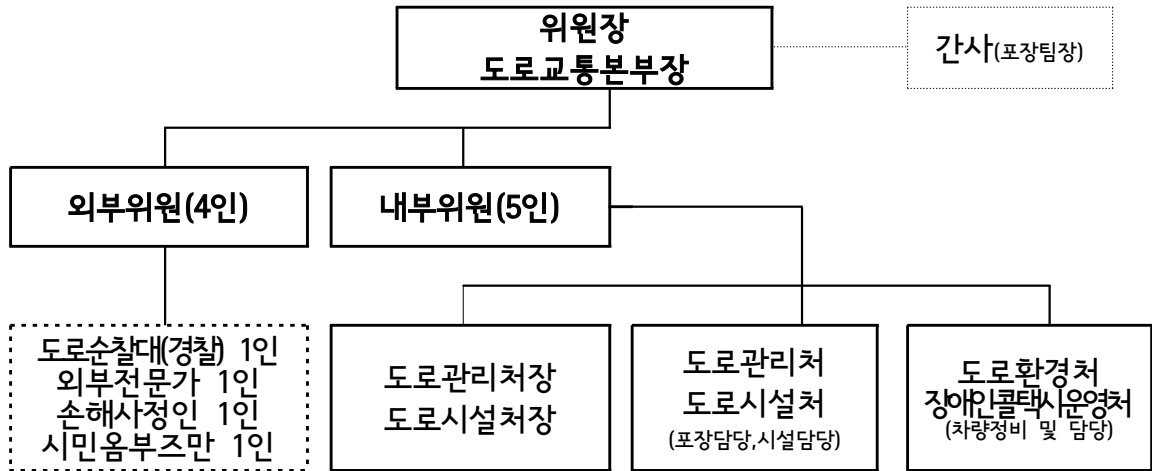 위원장
도로교통본부장
간사(포장팀장)
외부위원(4인)
내부위원(5인)
도로순찰대(경찰) 1인
외부전문가 1인
손해사정인 1인
시민옴부즈만 1인
도로관리처장
도로시설처장
도로관리처
도로시설처
(포장담당,시설담당)
도로환경처
장애인콜택시운영처
(차량정비 및 담당)